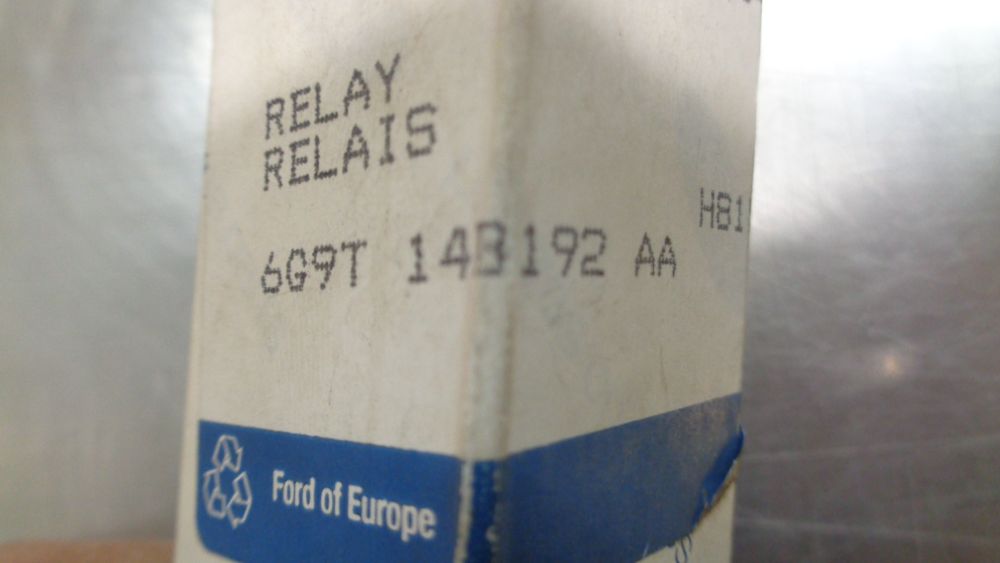 RELAY
RELAIS
H81
6G9T 14B192 AA
Ford of Europe